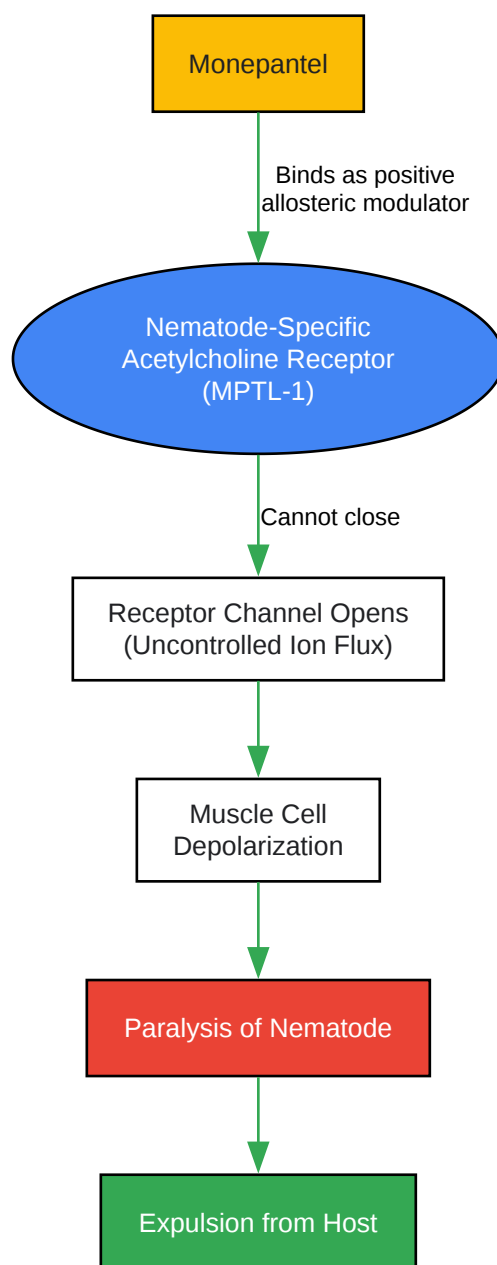 Monepantel
Binds as positive
allosteric modulator
Nematode-Specific
Acetylcholine Receptor
(MPTL-1)
Cannot close
Receptor Channel Opens
(Uncontrolled Ion Flux)
Muscle Cell
Depolarization
Paralysis of Nematode
Expulsion from Host